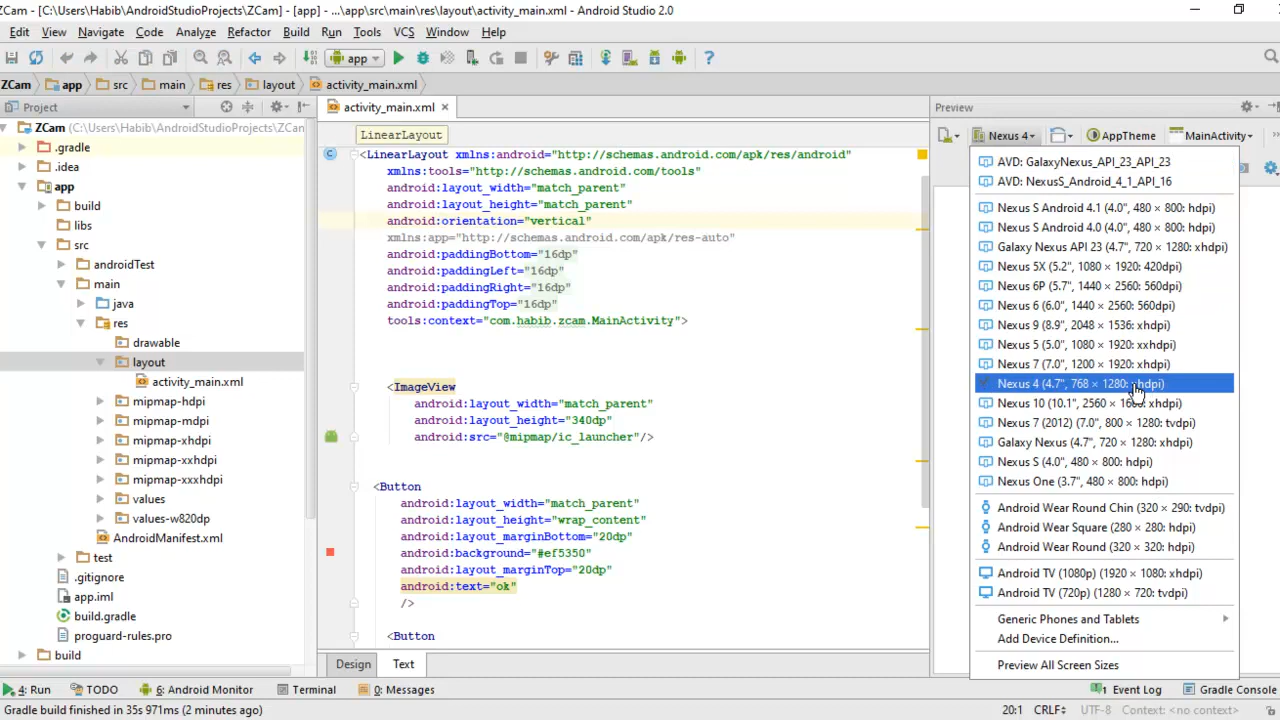 ZCam - [C:\Users\Habib\AndroidStudioProjects\ZCam] - [app] - ...\app\src\main\res\layout\activity_main.xml - Android Studio 2.0
Edit View Navigate Code Analyze Refactor Build Run Tools VCS Window Help
app
ZCam app src main res layout activity_main.xml
Project
activity_main.xml
Preview
ZCam (C:\Users\Habib\AndroidStudioProjects\ZCam
.gradle
.idea
app
build
libs
src
androidTest
main
java
res
drawable
layout
activity_main.xml
mipmap-hdpi
mipmap-mdpi
mipmap-xhdpi
mipmap-xxhdpi
mipmap-xxxhdpi
values
values-w820dp
AndroidManifest.xml
test
.gitignore
app.iml
build.gradle
proguard-rules.pro
build
LinearLayout
<LinearLayout xmlns:android="http://schemas.android.com/apk/res/android"
xmlns:tools="http://schemas.android.com/tools"
android:layout_width="match_parent"
android:layout_height="match_parent"
android:orientation="vertical"
xmlns:app="http://schemas.android.com/apk/res-auto"
android:paddingBottom="16dp"
android:paddingLeft="16dp"
android:paddingRight="16dp"
android:paddingTop="16dp"
tools:context="com.habib.zcam.MainActivity">
<ImageView
android:layout_width="match_parent"
android:layout_height="340dp"
android:src="@mipmap/ic_launcher"/>
<Button
android:layout_width="match_parent"
android:layout_height="wrap_content"
android:layout_marginBottom="20dp"
android:background="#ef5350"
android:layout_marginTop="20dp"
android:text="ok"
/>
<Button
Design Text
Nexus 4 AppTheme MainActivity
AVD: GalaxyNexus_API_23_API_23
AVD: NexusS_Android_4_1_API_16
Nexus S Android 4.1 (4.0", 480 × 800: hdpi)
Nexus S Android 4.0 (4.0", 480 × 800: hdpi)
Galaxy Nexus API 23 (4.7", 720 × 1280: xhdpi)
Nexus 5X (5.2", 1080 × 1920: 420dpi)
Nexus 6P (5.7", 1440 × 2560: 560dpi)
Nexus 6 (6.0", 1440 × 2560: 560dpi)
Nexus 9 (8.9", 2048 × 1536: xhdpi)
Nexus 5 (5.0", 1080 × 1920: xxhdpi)
Nexus 7 (7.0", 1200 × 1920: xhdpi)
Nexus 4 (4.7", 768 × 1280: xhdpi)
Nexus 10 (10.1", 2560 × 1600: xhdpi)
Nexus 7 (2012) (7.0", 800 × 1280: tvdpi)
Galaxy Nexus (4.7", 720 × 1280: xhdpi)
Nexus S (4.0", 480 × 800: hdpi)
Nexus One (3.7", 480 × 800: hdpi)
Android Wear Round Chin (320 × 290: tvdpi)
Android Wear Square (280 × 280: hdpi)
Android Wear Round (320 × 320: hdpi)
Android TV (1080p) (1920 × 1080: xhdpi)
Android TV (720p) (1280 × 720: tvdpi)
Generic Phones and Tablets
Add Device Definition...
Preview All Screen Sizes
4: Run TODO 6: Android Monitor Terminal 0: Messages 1 Event Log Gradle Console
Gradle build finished in 35s 971ms (2 minutes ago) 20:1 CRLF UTF-8 Context: <no context>